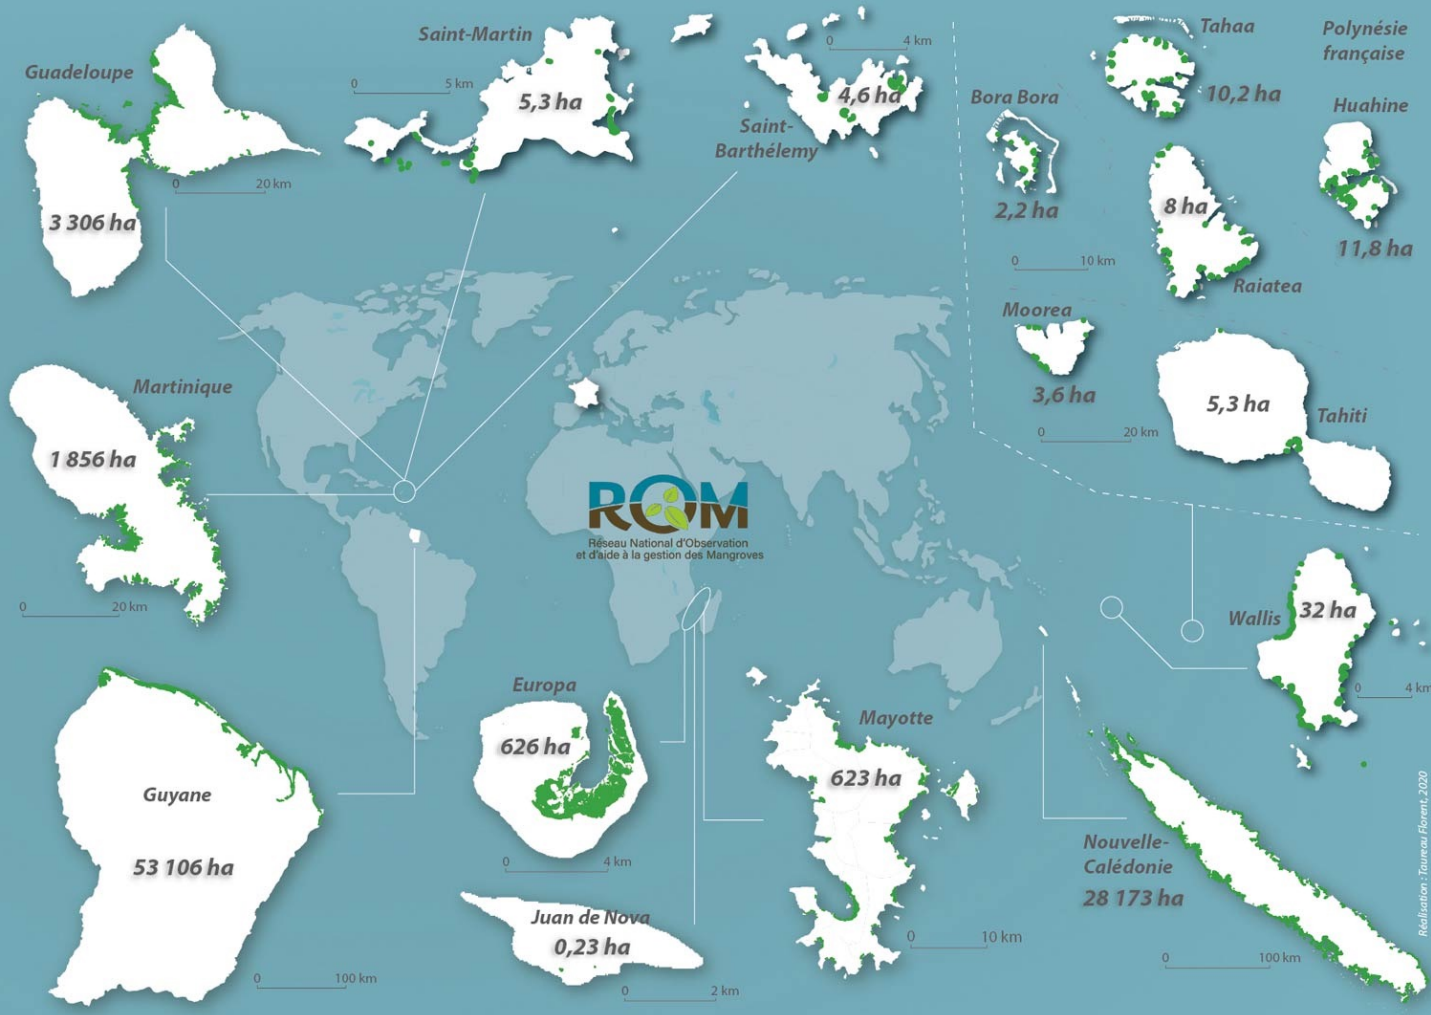 Guadeloupe
3 306 ha
0 20 km
Saint-Martin
0 5 km
5,3 ha
0 4 km
4,6 ha
Saint-
Barthélemy
Tahaa
10,2 ha
Polynésie
française
Bora Bora
2,2 ha
0 10 km
Huahine
11,8 ha
8 ha
Raiatea
Moorea
3,6 ha
0 20 km
5,3 ha
Tahiti
Martinique
1 856 ha
0 20 km
ROM
Réseau National d'Observation
et d'aide à la gestion des Mangroves
Wallis
32 ha
0 4 km
Guyane
53 106 ha
0 100 km
Europa
626 ha
0 4 km
Juan de Nova
0,23 ha
0 2 km
Mayotte
623 ha
0 10 km
Nouvelle-
Calédonie
28 173 ha
0 100 km
Réalisation : Taureau Florent, 2020